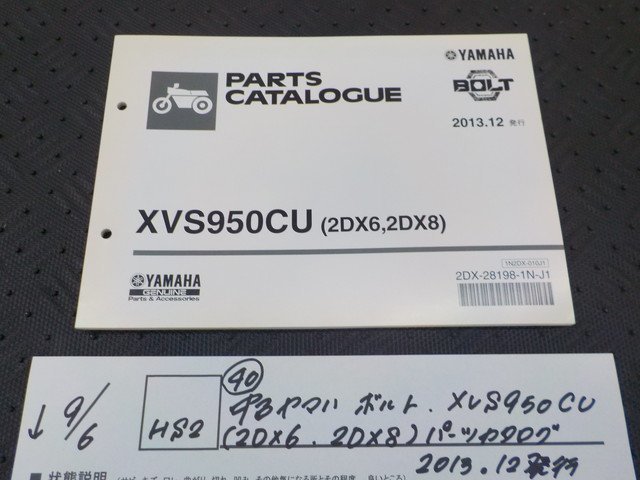 YAMAHA
PARTS
CATALOGUE
BOLT
2013.12 発行
XVS950CU (2DX6,2DX8)
1N2DX-010J1
2DX-28198-1N-J1
YAMAHA
GENUINE
Parts & Accessories
↓ 9/6
HS2
40
中古ヤマハ ボルト. XVS950CU
(2DX6.2DX8)パーツカタログ
2013.12発行
状態説明